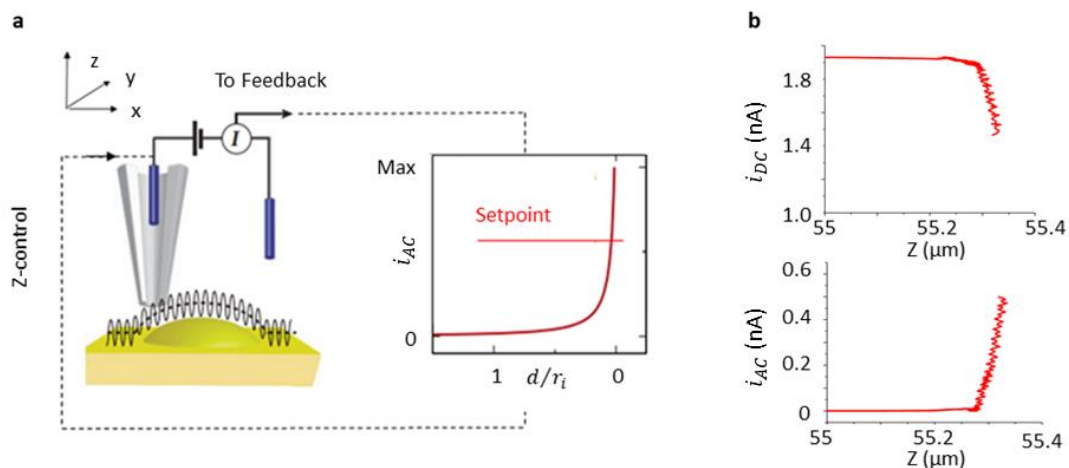 a
z
y
x
To Feedback
I
Z-control
Max
Setpoint
i_AC
0
1 d/r_i 0
b
1.8
1.4
1.0
i_DC (nA)
55 55.2 55.4
Z (μm)
0.6
0.4
0.2
0
i_AC (nA)
55 55.2 55.4
Z (μm)